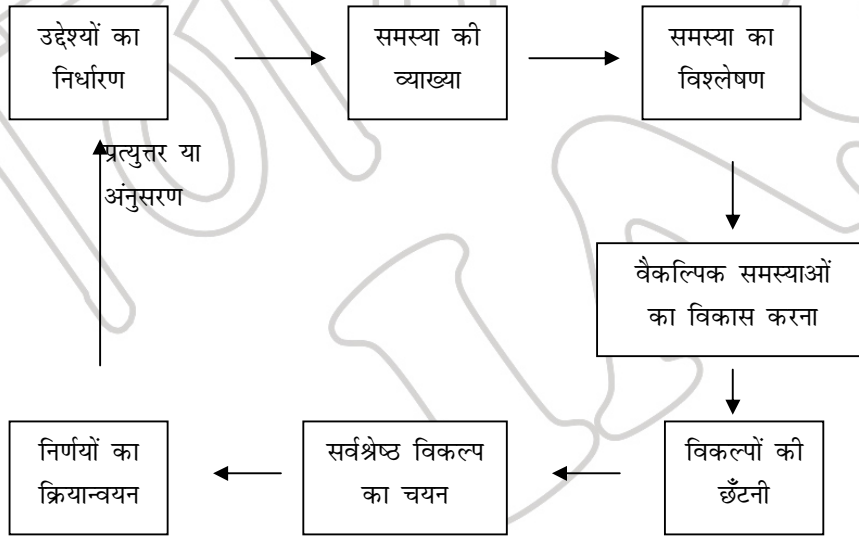 उद्देश्यों का
निर्धारण
समस्या की
व्याख्या
समस्या का
विश्लेषण
प्रत्युत्तर या
अंनुसरण
वैकल्पिक समस्याओं
का विकास करना
निर्णयों का
क्रियान्वयन
सर्वश्रेष्ठ विकल्प
का चयन
विकल्पों की
छँटनी